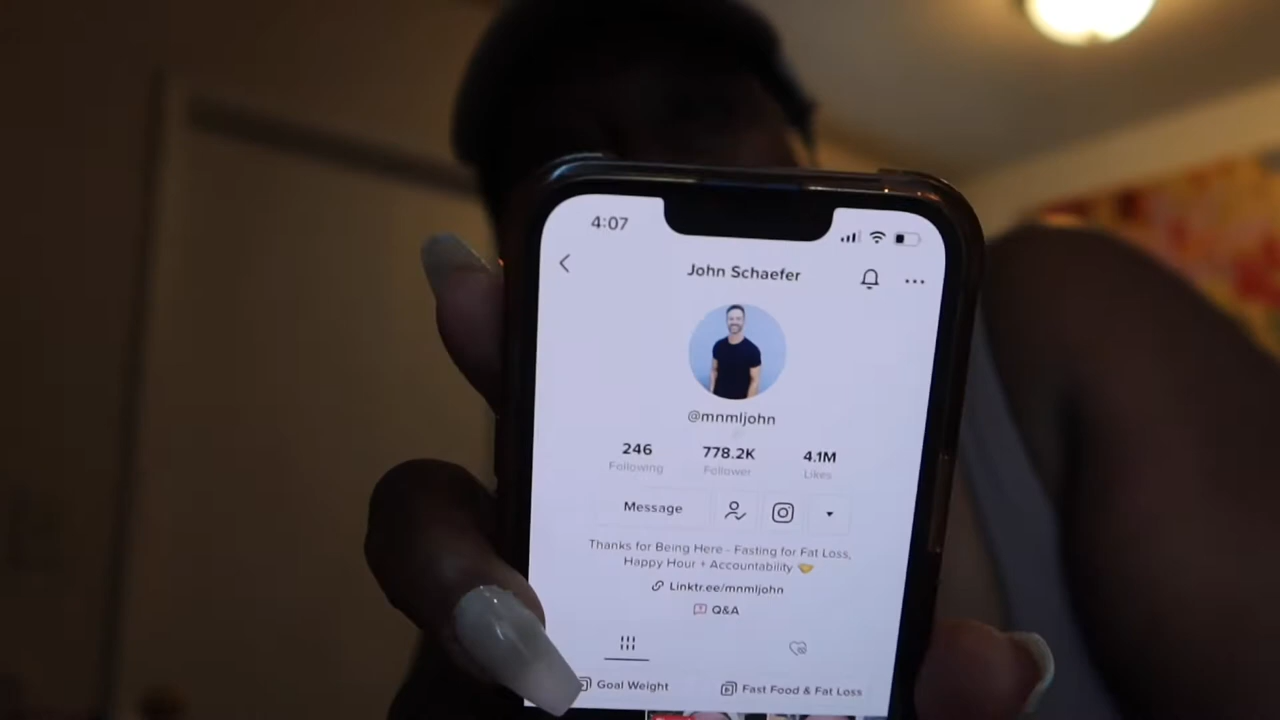 4:07
John Schaefer
@mnmljohn
246 778.2K 4.1M
Following Follower Likes
Message
Thanks for Being Here - Fasting for Fat Loss,
Happy Hour + Accountability 🤝
Linktr.ee/mnmljohn
Q&A
Goal Weight Fast Food & Fat Loss